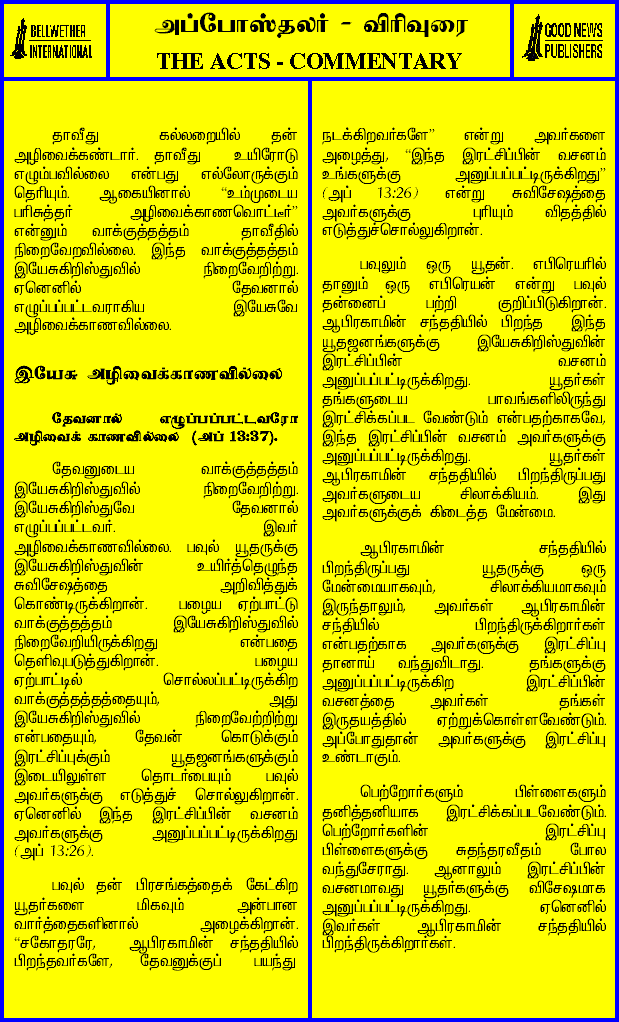 BELLWETHER
INTERNATIONAL
அப்போஸ்தலர் - விரிவுரை
THE ACTS - COMMENTARY
GOOD NEWS
PUBLISHERS
தாவீது கல்லறையில் தன்
அழிவைக்கண்டார். தாவீது உயிரோடு
எழும்பவில்லை என்பது எல்லோருக்கும்
தெரியும். ஆகையினால் “உம்முடைய
பரிசுத்தர் அழிவைக்காணவொட்டீர்”
என்னும் வாக்குத்தத்தம் தாவீதில்
நிறைவேறவில்லை. இந்த வாக்குத்தத்தம்
இயேசுகிறிஸ்துவில் நிறைவேறிற்று.
ஏனெனில் தேவனால்
எழுப்பப்பட்டவராகிய இயேசுவே
அழிவைக்காணவில்லை.
இயேசு அழிவைக்காணவில்லை
தேவனால் எழுப்பப்பட்டவரோ
அழிவைக் காணவில்லை (அப் 13:37).
தேவனுடைய வாக்குத்தத்தம்
இயேசுகிறிஸ்துவில் நிறைவேறிற்று.
இயேசுகிறிஸ்துவே தேவனால்
எழுப்பப்பட்டவர். இவர்
அழிவைக்காணவில்லை. பவுல் யூதருக்கு
இயேசுகிறிஸ்துவின் உயிர்த்தெழுந்த
சுவிசேஷத்தை அறிவித்துக்
கொண்டிருக்கிறான். பழைய ஏற்பாட்டு
வாக்குத்தத்தம் இயேசுகிறிஸ்துவில்
நிறைவேறியிருக்கிறது என்பதை
தெளிவுபடுத்துகிறான். பழைய
ஏற்பாட்டில் சொல்லப்பட்டிருக்கிற
வாக்குத்தத்தத்தையும், அது
இயேசுகிறிஸ்துவில் நிறைவேற்றிற்று
என்பதையும், தேவன் கொடுக்கும்
இரட்சிப்புக்கும் யூதஜனங்களுக்கும்
இடையிலுள்ள தொடர்பையும் பவுல்
அவர்களுக்கு எடுத்துச் சொல்லுகிறான்.
ஏனெனில் இந்த இரட்சிப்பின் வசனம்
அவர்களுக்கு அனுப்பப்பட்டிருக்கிறது
(அப் 13:26).
பவுல் தன் பிரசங்கத்தைக் கேட்கிற
யூதர்களை மிகவும் அன்பான
வார்த்தைகளினால் அழைக்கிறான்.
“சகோதரரே, ஆபிரகாமின் சந்ததியில்
பிறந்தவர்களே, தேவனுக்குப் பயந்து
நடக்கிறவர்களே” என்று அவர்களை
அழைத்து, “இந்த இரட்சிப்பின் வசனம்
உங்களுக்கு அனுப்பப்பட்டிருக்கிறது”
(அப் 13:26) என்று சுவிசேஷத்தை
அவர்களுக்கு புரியும் விதத்தில்
எடுத்துச்சொல்லுகிறான்.
பவுலும் ஒரு யூதன். எபிரெயரில்
தானும் ஒரு எபிரெயன் என்று பவுல்
தன்னைப் பற்றி குறிப்பிடுகிறான்.
ஆபிரகாமின் சந்ததியில் பிறந்த இந்த
யூதஜனங்களுக்கு இயேசுகிறிஸ்துவின்
இரட்சிப்பின் வசனம்
அனுப்பப்பட்டிருக்கிறது. யூதர்கள்
தங்களுடைய பாவங்களிலிருந்து
இரட்சிக்கப்பட வேண்டும் என்பதற்காகவே,
இந்த இரட்சிப்பின் வசனம் அவர்களுக்கு
அனுப்பப்பட்டிருக்கிறது. யூதர்கள்
ஆபிரகாமின் சந்ததியில் பிறந்திருப்பது
அவர்களுடைய சிலாக்கியம். இது
அவர்களுக்குக் கிடைத்த மேன்மை.
ஆபிரகாமின் சந்ததியில்
பிறந்திருப்பது யூதருக்கு ஒரு
மேன்மையாகவும், சிலாக்கியமாகவும்
இருந்தாலும், அவர்கள் ஆபிரகாமின்
சந்தியில் பிறந்திருக்கிறார்கள்
என்பதற்காக அவர்களுக்கு இரட்சிப்பு
தானாய் வந்துவிடாது. தங்களுக்கு
அனுப்பப்பட்டிருக்கிற இரட்சிப்பின்
வசனத்தை அவர்கள் தங்கள்
இருதயத்தில் ஏற்றுக்கொள்ளவேண்டும்.
அப்போதுதான் அவர்களுக்கு இரட்சிப்பு
உண்டாகும்.
பெற்றோர்களும் பிள்ளைகளும்
தனித்தனியாக இரட்சிக்கப்படவேண்டும்.
பெற்றோர்களின் இரட்சிப்பு
பிள்ளைகளுக்கு சுதந்தரவீதம் போல
வந்துசேராது. ஆனாலும் இரட்சிப்பின்
வசனமாவது யூதர்களுக்கு விசேஷமாக
அனுப்பப்பட்டிருக்கிறது. ஏனெனில்
இவர்கள் ஆபிரகாமின் சந்ததியில்
பிறந்திருக்கிறார்கள்.